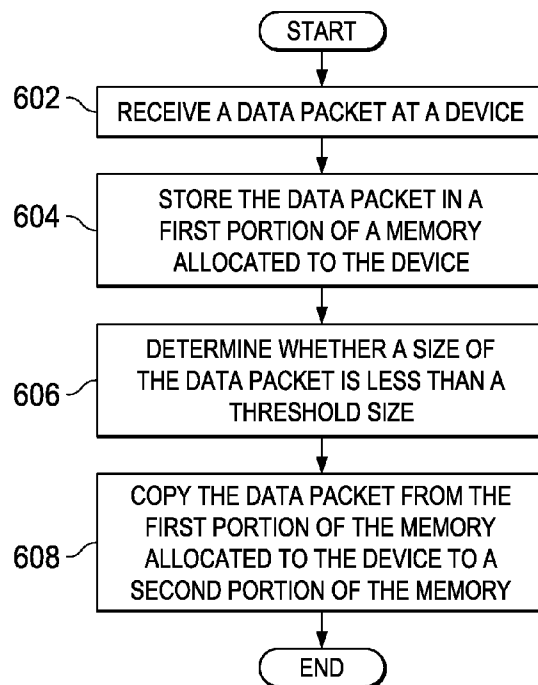 START
602
RECEIVE A DATA PACKET AT A DEVICE
604
STORE THE DATA PACKET IN A
FIRST PORTION OF A MEMORY
ALLOCATED TO THE DEVICE
606
DETERMINE WHETHER A SIZE OF
THE DATA PACKET IS LESS THAN A
THRESHOLD SIZE
608
COPY THE DATA PACKET FROM THE
FIRST PORTION OF THE MEMORY
ALLOCATED TO THE DEVICE TO A
SECOND PORTION OF THE MEMORY
END